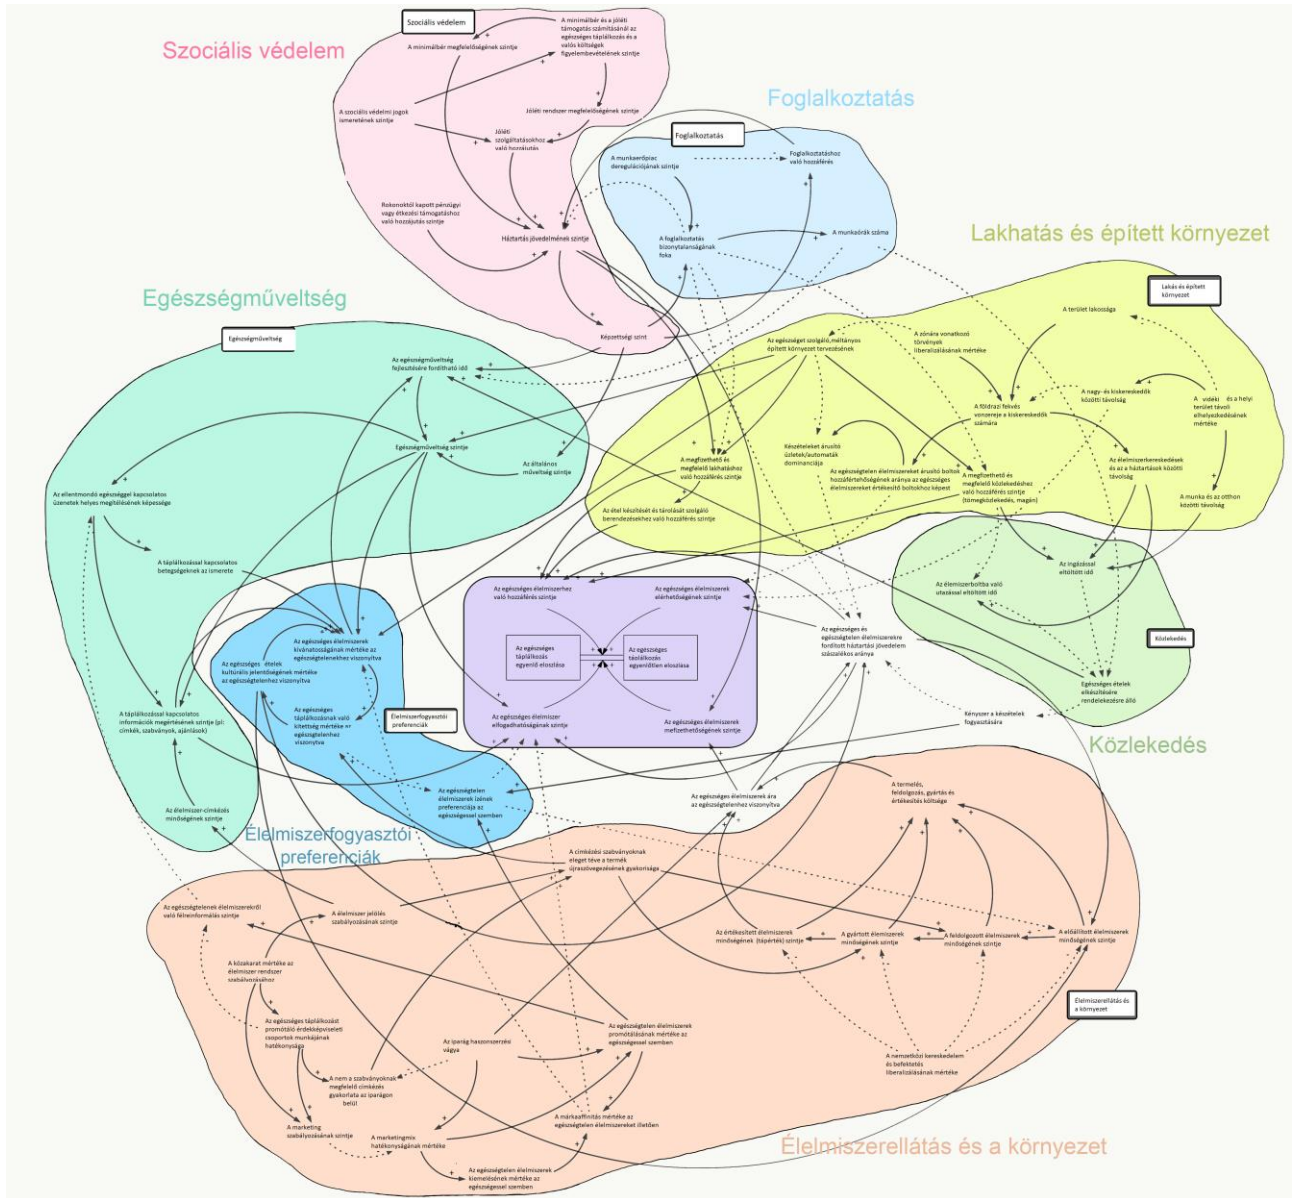 Szociális védelem
Szociális védelem
A minimálbér megfelelőségének szintje
A minimálbér és a jóléti
támogatás számításánál az
egészséges táplálkozás és a
valós költségek
figyelembevételének szintje
A szociális védelmi jogok
ismeretének szintje
Jóléti rendszer megfelelőségének szintje
Jóléti
szolgáltatásokhoz
való hozzájutás
Rokonoktól kapott pénzügyi
vagy étkezési támogatáshoz
való hozzájutás szintje
Háztartás jövedelmének szintje
Képzettségi szint
Foglalkoztatás
Foglalkoztatás
A munkaerőpiac
deregulációjának szintje
Foglalkoztatáshoz
való hozzáférés
A foglalkoztatás
bizonytalanságának
foka
A munkaórák száma
Lakhatás és épített környezet
Lakás és épített
környezet
A terület lakossága
Az egészséget szolgáló,méltányos
épített környezet tervezésének
A zónára vonatkozó
törvények
liberalizálásának mértéke
A nagy- és kiskereskedők
közötti távolság
A vidéki és a helyi
terület távoli
elhelyezkedésének
mértéke
A földrazi fekvés
vonzereje a kiskereskedők
számára
Készételeket árusító
üzletek/automaták
dominanciája
A megfizethető és
megfelelő lakhatáshoz
való hozzáférés szintje
Az egészségtelen élelmiszereket árusító boltok
hozzáférhetőségének aránya az egészséges
élelmiszereket értékesítő boltokhoz képest
A megfizethető és
megfelelő közlekedéshez
való hozzáférés szintje
(tömegközlekedés, magán)
Az élelmiszerkereskedések
és az a háztartások közötti
távolság
A munka és az otthon
közötti távolság
Az étel készítését és tárolását szolgáló
berendezésekhez való hozzáférés szintje
Egészségműveltség
Egészségműveltség
Az egészségműveltség
fejlesztésére fordítható idő
Egészségműveltség szintje
Az általános
műveltség szintje
Az ellentmondó egészséggel kapcsolatos
üzenetek helyes megítélésének képessége
A táplálkozással kapcsolatos
betegségeknek az ismerete
A táplálkozással kapcsolatos
információk megértésének szintje (pl:
címkék, szabványok, ajánlások)
Az élelmiszer-címkézés
minőségének szintje
Az egészséges élelmiszerek
kívánatosságának mértéke az
egészségtelenekhez viszonyítva
Az egészséges ételek
kulturális jelentőségének mértéke
az egészségtelenhez viszonyítva
Az egészséges
táplálkozásnak való
kitettség mértéke az
egészségtelenhez
viszonyítva
Élelmiszerfogyasztói
preferenciák
Az egészségtelen
élelmiszerek ízének
preferenciája az
egészségessel szemben
Élelmiszerfogyasztói
preferenciák
Az egészséges élelmiszerhez
való hozzáférés szintje
Az egészséges élelmiszerek
elérhetőségének szintje
Az egészséges
táplálkozás
egyenlő elosztása
Az egészséges
táplálkozás
egyenlőtlen elosztása
Az egészséges élelmiszer
elfogadhatóságának szintje
Az egészséges élelmiszerek
mefizethetőségének szintje
Az egészséges és
egészségtelen élelmiszerekre
fordított háztartási jövedelem
százalékos aránya
Kényszer a készételek
fogyasztására
Az egészséges élelmiszerek ára
az egészségtelenhez viszonyítva
Az ingázással
eltöltött idő
Az élemiszerboltba való
utazással eltöltött idő
Közlekedés
Egészséges ételek
elkészítésére
rendelekezésre álló
Közlekedés
A termelés,
feldolgozás, gyártás és
értékesítés költsége
A címkézési szabványoknak
eleget téve a termék
újraszövegezésének gyakorisága
Az egészségtelenek élelmiszerekről
való félreinformálás szintje
A élelmiszer jelölés
szabályozásának szintje
Az értékesített élelmiszerek
minőségének (tápérték) szintje
A gyártott élemiszerek
minőségének szintje
A feldolgozott élelmiszerek
minőségének szintje
A előállított élelmiszerek
minőségének szintje
A közakarat mértéke az
élelmiszer rendszer
szabályozásához
Élelmiszerellátás és
a környezet
Az egészséges táplálkozást
promótáló érdekképviseleti
csoportok munkájának
hatékonysága
Az iparág haszonszerzési
vágya
Az egészségtelen élelmiszerek
promótálásának mértéke az
egészségessel szemben
A nemzetközi kereskedelem
és befektetés
liberalizálásának mértéke
A nem a szabványoknak
megfelelő címkézés
gyakorlata az iparágon
belül
A marketing
szabályozásának szintje
A marketingmix
hatékonyságának mértéke
A márkaaffinitás mértéke az
egészségtelen élelmiszereket illetően
Az egészségtelen élelmiszerek
kiemelésének mértéke az
egészségessel szemben
Élelmiszerellátás és a környezet